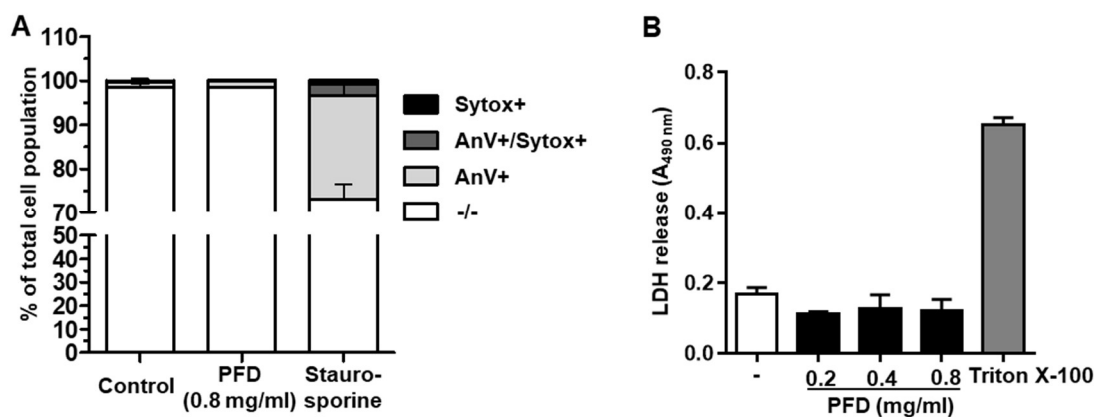 A
% of total cell population
110
100
90
80
70
50
40
30
20
10
0
Control
PFD
(0.8 mg/ml)
Stauro-
sporine
Sytox+
AnV+/Sytox+
AnV+
-/-
B
LDH release (A490 nm)
0.8
0.6
0.4
0.2
0.0
- 0.2 0.4 0.8 Triton X-100
PFD (mg/ml)